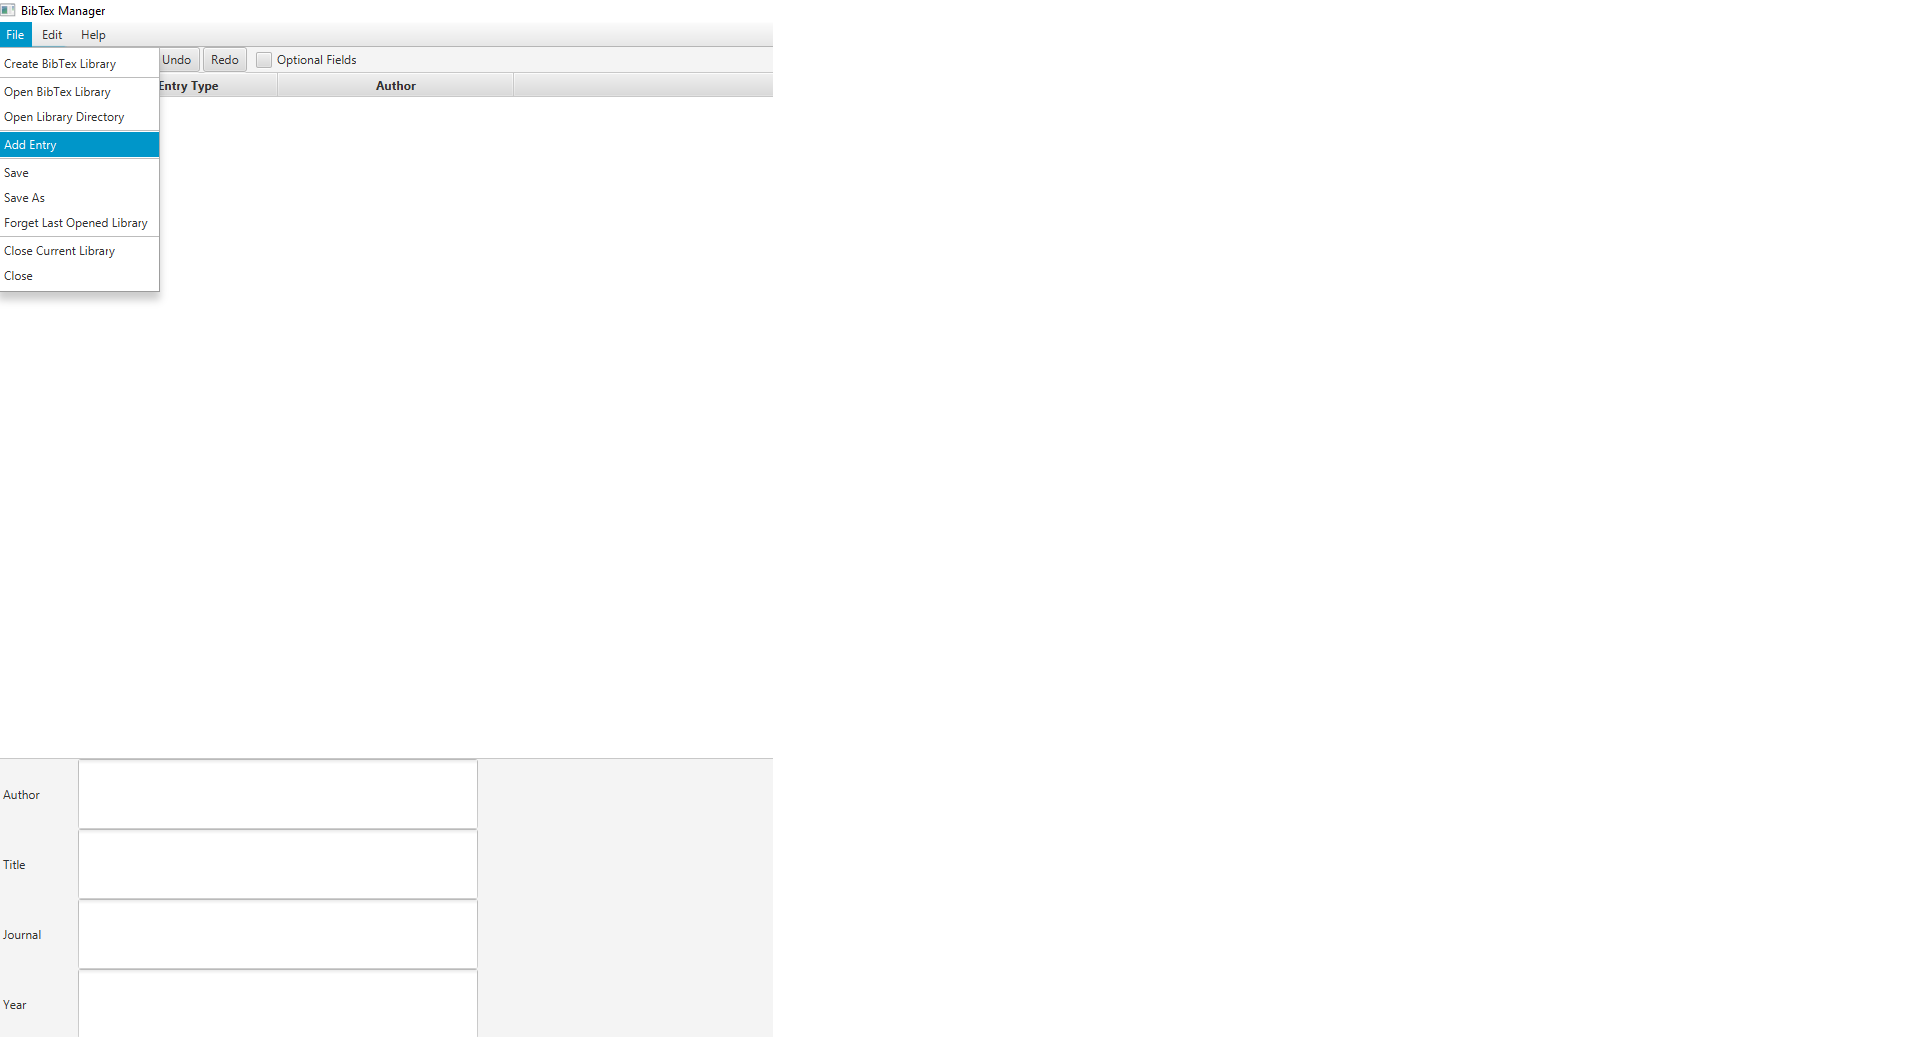 BibTex Manager
File Edit Help
Create BibTex Library
Undo Redo Optional Fields
Entry Type Author
Open BibTex Library
Open Library Directory
Add Entry
Save
Save As
Forget Last Opened Library
Close Current Library
Close
Author
Title
Journal
Year